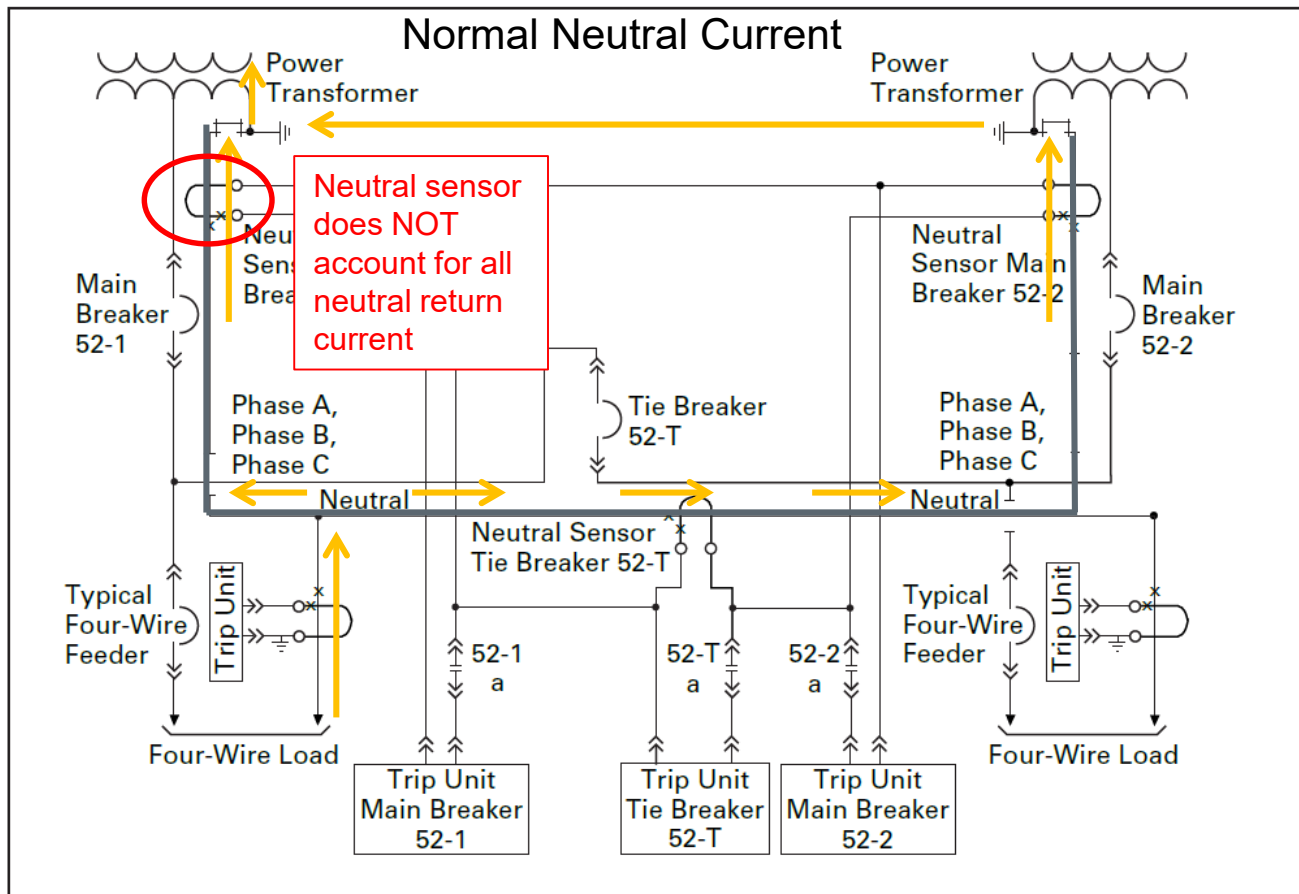 Normal Neutral Current
Power
Transformer
Power
Transformer
Neutral sensor
does NOT
account for all
neutral return
current
Neu
Sens
Brea
Neutral
Sensor Main
Breaker 52-2
Main
Breaker
52-1
Main
Breaker
52-2
Phase A,
Phase B,
Phase C
Tie Breaker
52-T
Phase A,
Phase B,
Phase C
Neutral
Neutral
Neutral Sensor
Tie Breaker 52-T
Typical
Four-Wire
Feeder
Trip Unit
52-1
a
52-T
a
52-2
a
Typical
Four-Wire
Feeder
Trip Unit
Four-Wire Load
Four-Wire Load
Trip Unit
Main Breaker
52-1
Trip Unit
Tie Breaker
52-T
Trip Unit
Main Breaker
52-2